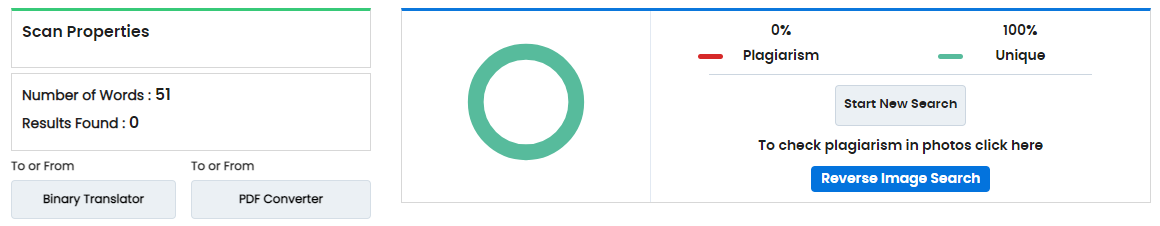 Scan Properties
Number of Words : 51
Results Found : 0
To or From
Binary Translator
To or From
PDF Converter
0%
Plagiarism
100%
Unique
Start New Search
To check plagiarism in photos click here
Reverse Image Search